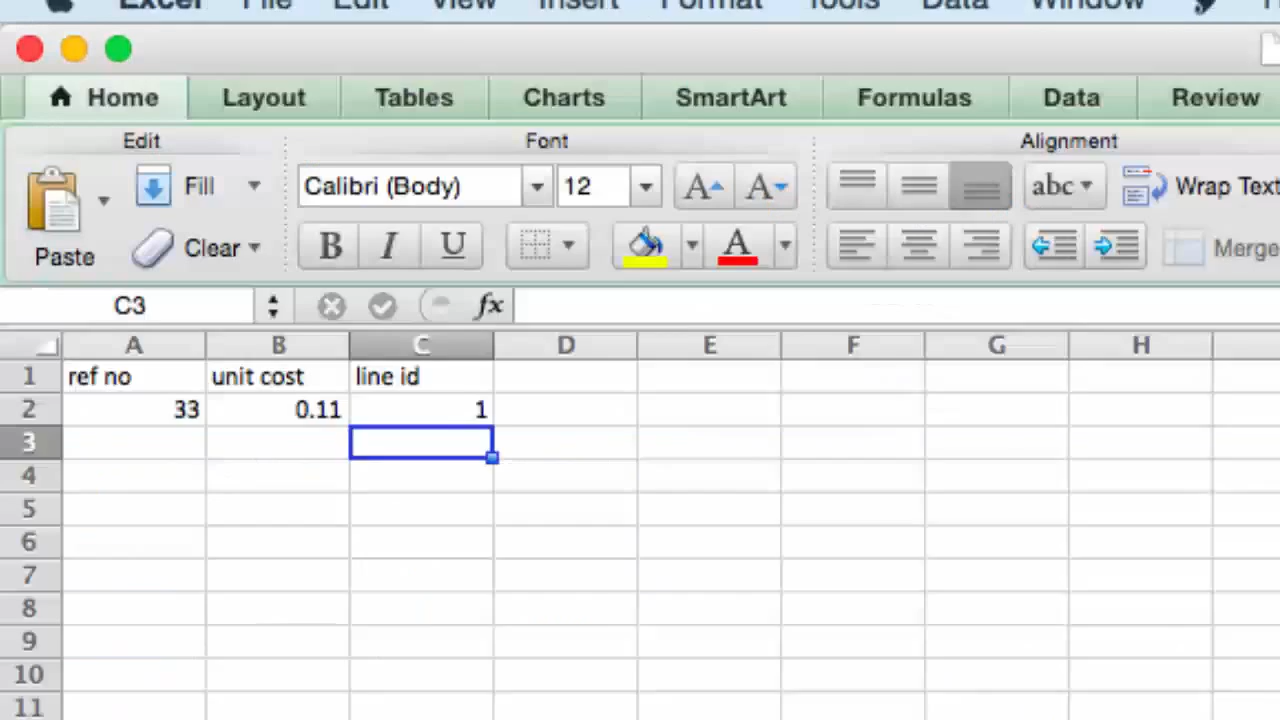 Excel File Edit View Insert Format Tools Data Window
Home Layout Tables Charts SmartArt Formulas Data Review
Edit Font Alignment
Fill Calibri (Body) 12 A A abc Wrap Text
Paste Clear B I U A Merge
C3 fx
A B C D E F G H
1 ref no unit cost line id
2 33 0.11 1
3
4
5
6
7
8
9
10
11